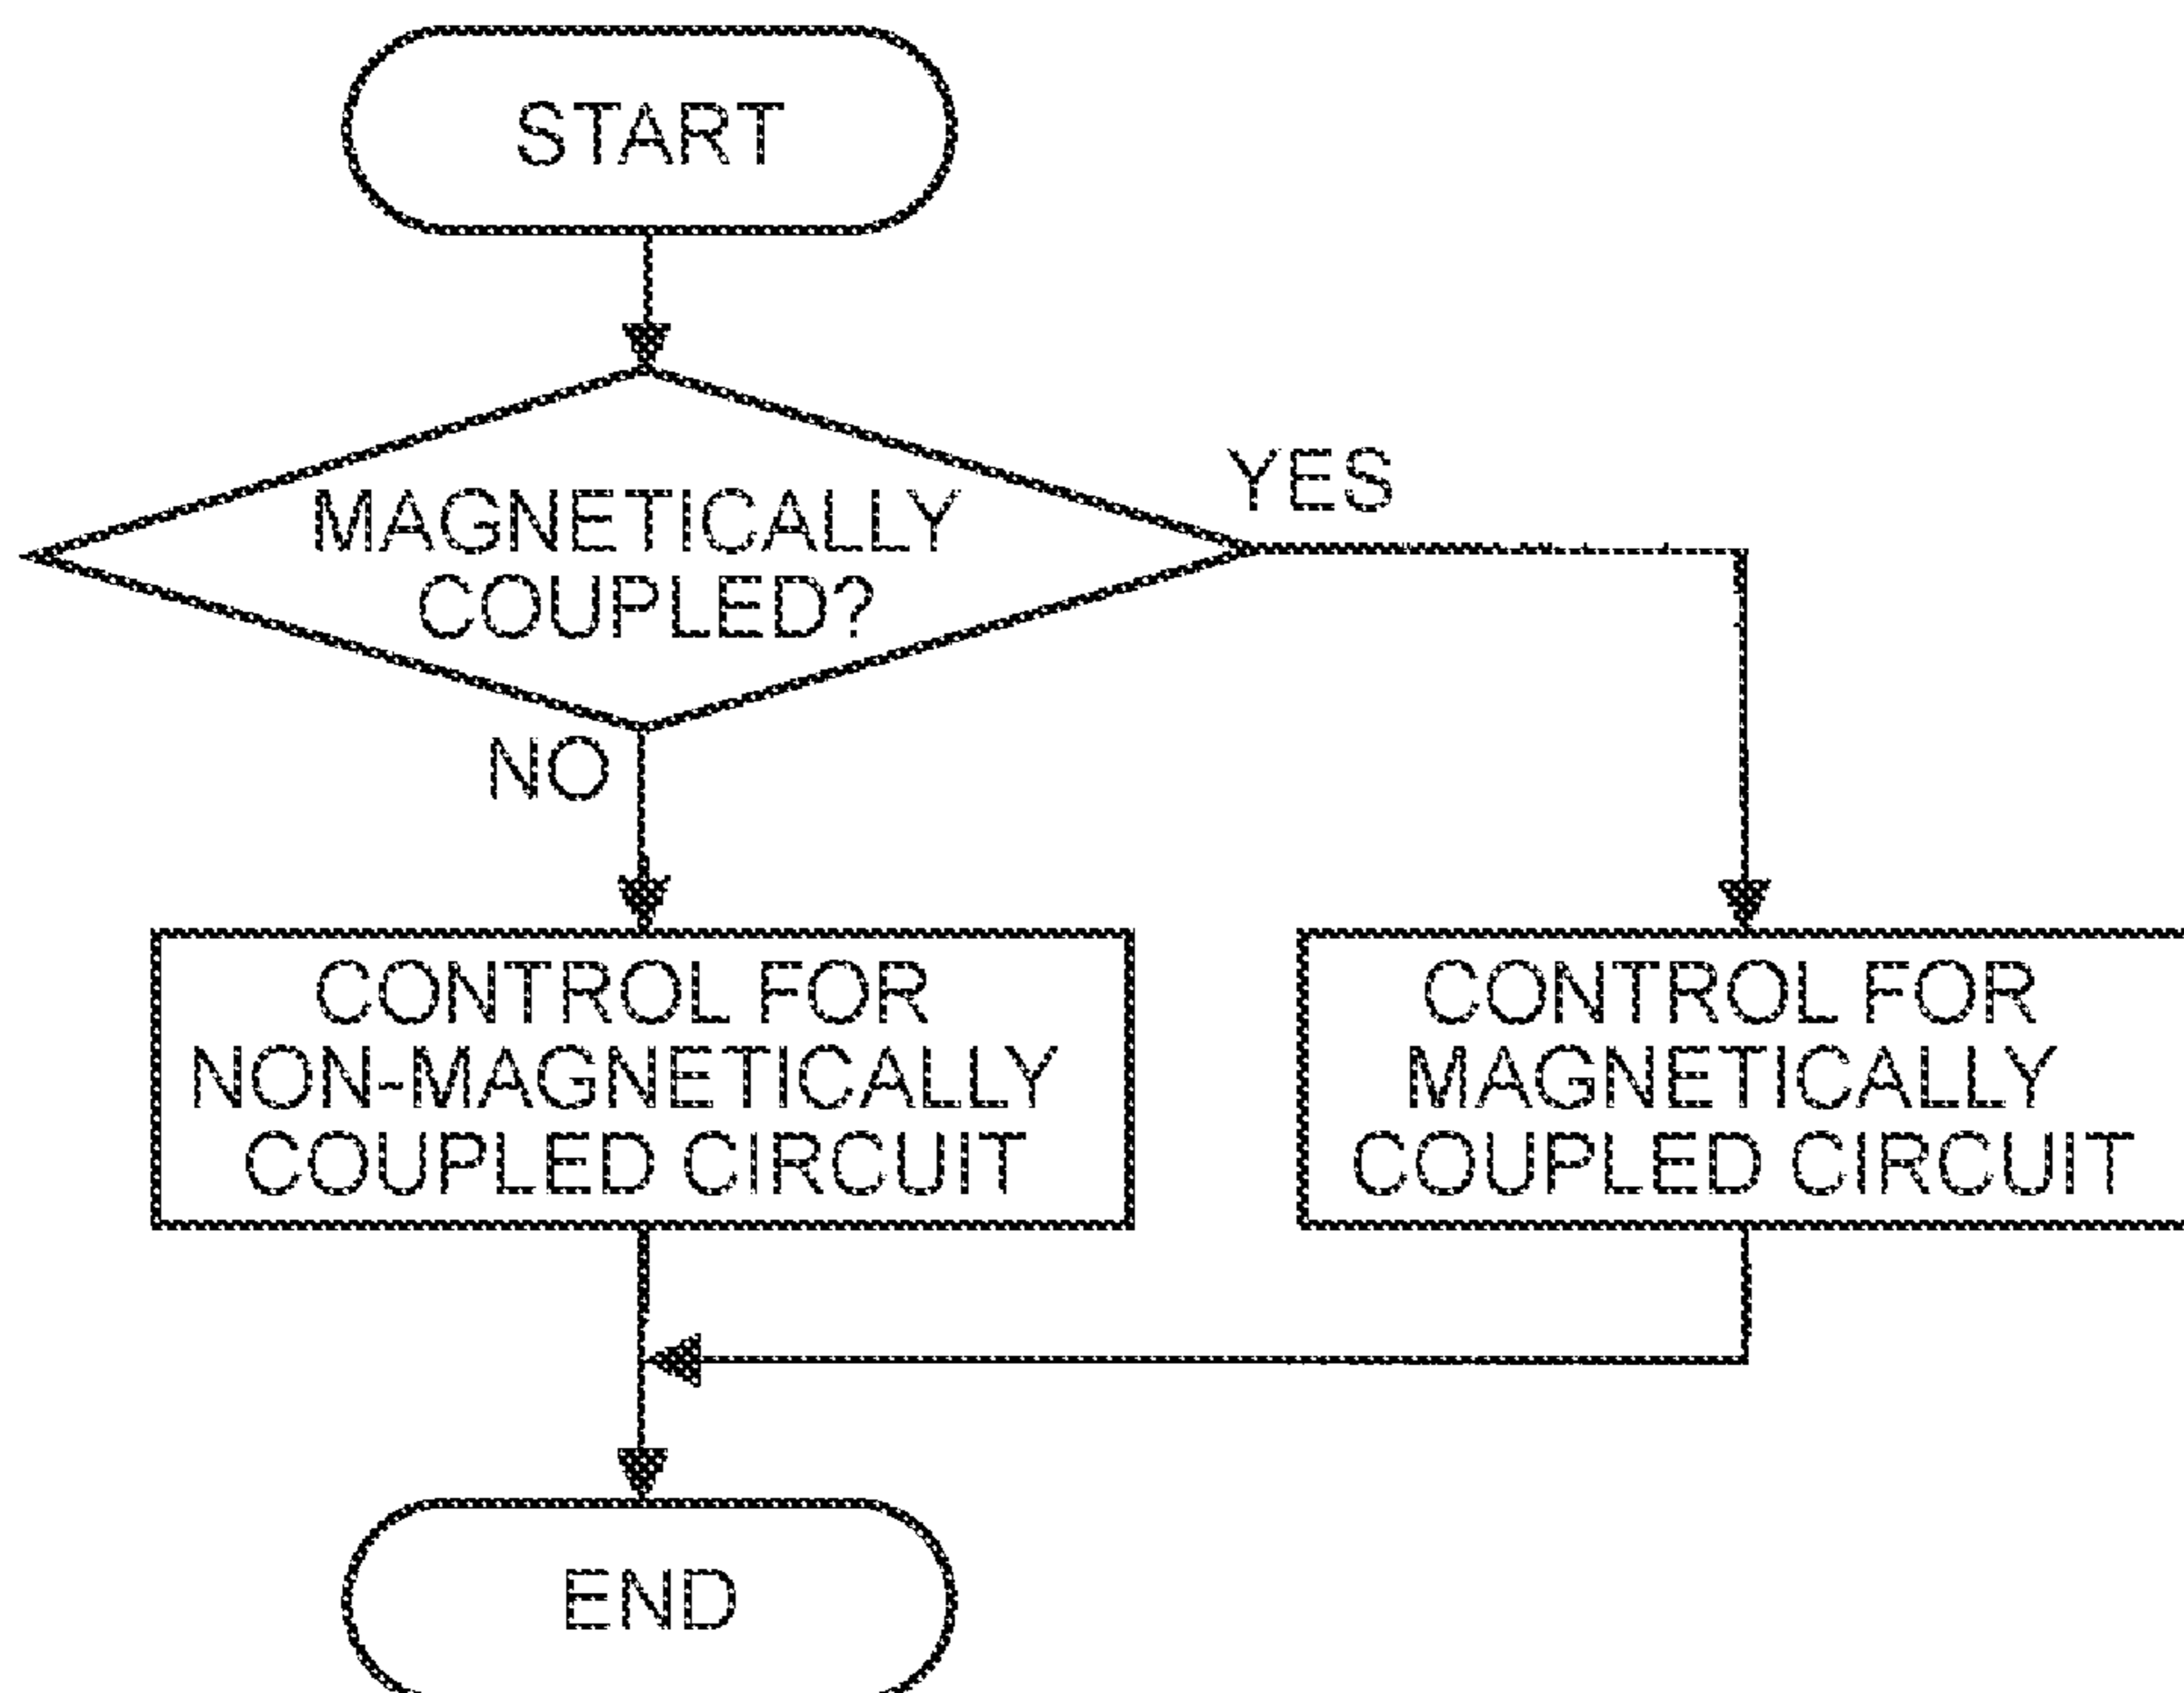 START
MAGNETICALLY
COUPLED?
YES
NO
CONTROL FOR
NON-MAGNETICALLY
COUPLED CIRCUIT
CONTROL FOR
MAGNETICALLY
COUPLED CIRCUIT
END